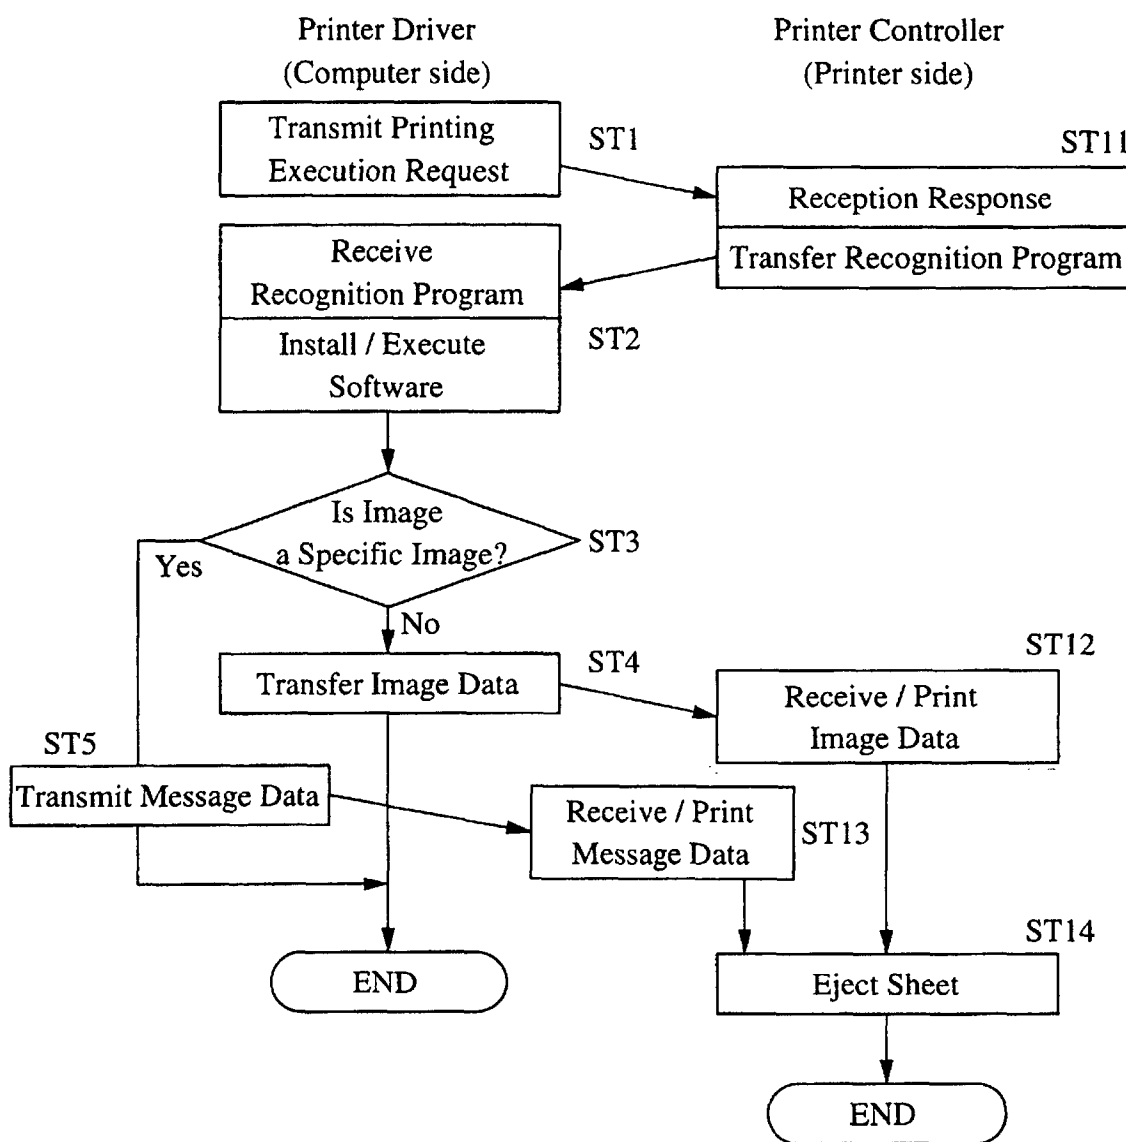 Printer Driver
(Computer side)
Printer Controller
(Printer side)
Transmit Printing
Execution Request
ST1
ST11
Reception Response
Transfer Recognition Program
Receive
Recognition Program
Install / Execute
Software
ST2
Is Image
a Specific Image?
ST3
Yes
No
Transfer Image Data
ST4
ST12
Receive / Print
Image Data
ST5
Transmit Message Data
Receive / Print
Message Data
ST13
ST14
Eject Sheet
END
END